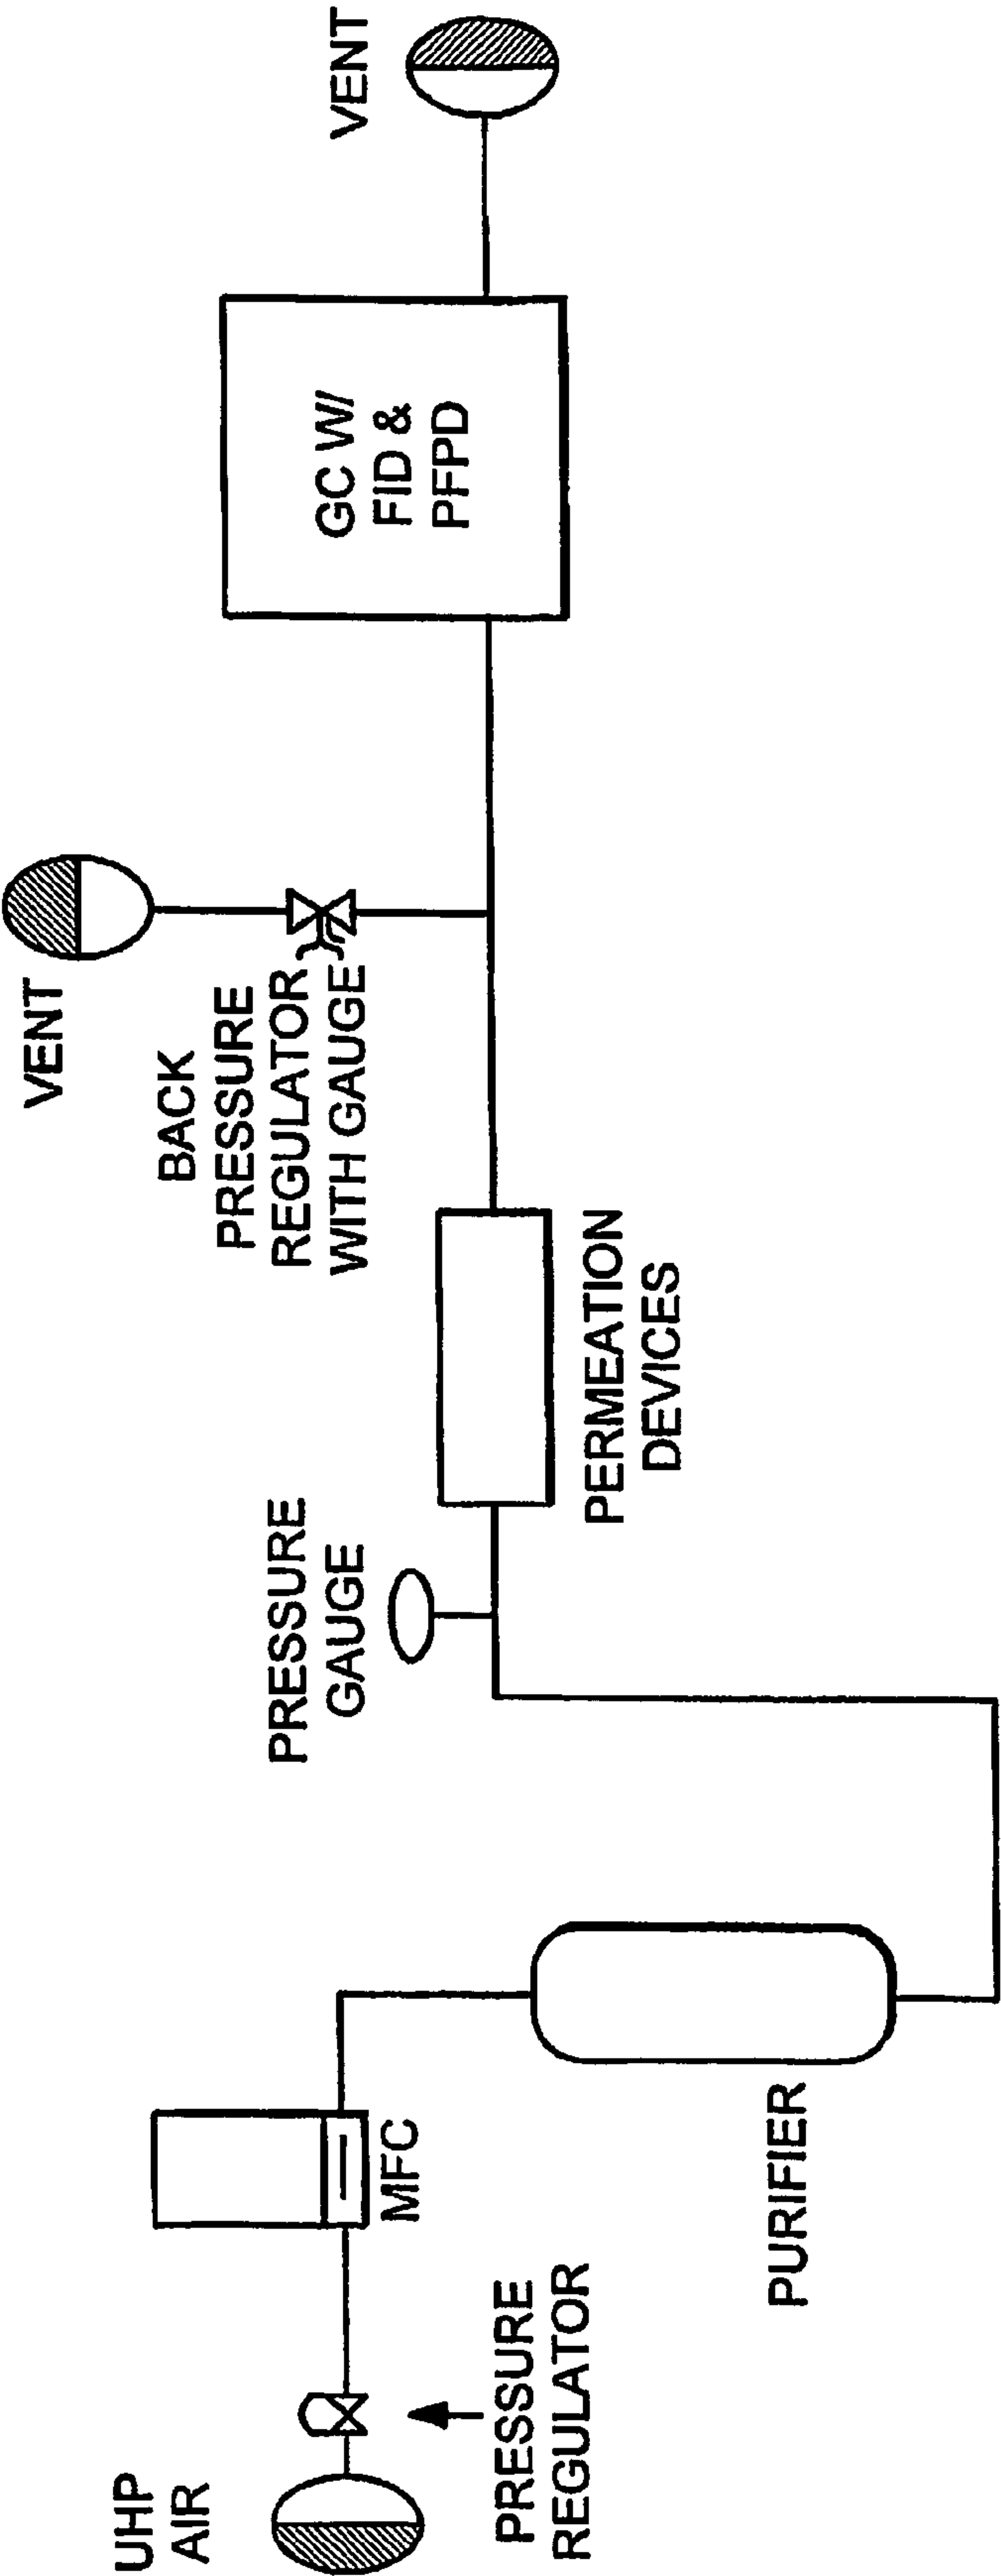 UHP
AIR
PRESSURE
REGULATOR
MFC
PURIFIER
PRESSURE
GAUGE
PERMEATION
DEVICES
VENT
BACK
PRESSURE
REGULATOR
WITH GAUGE
GC W/
FID &
PFPD
VENT